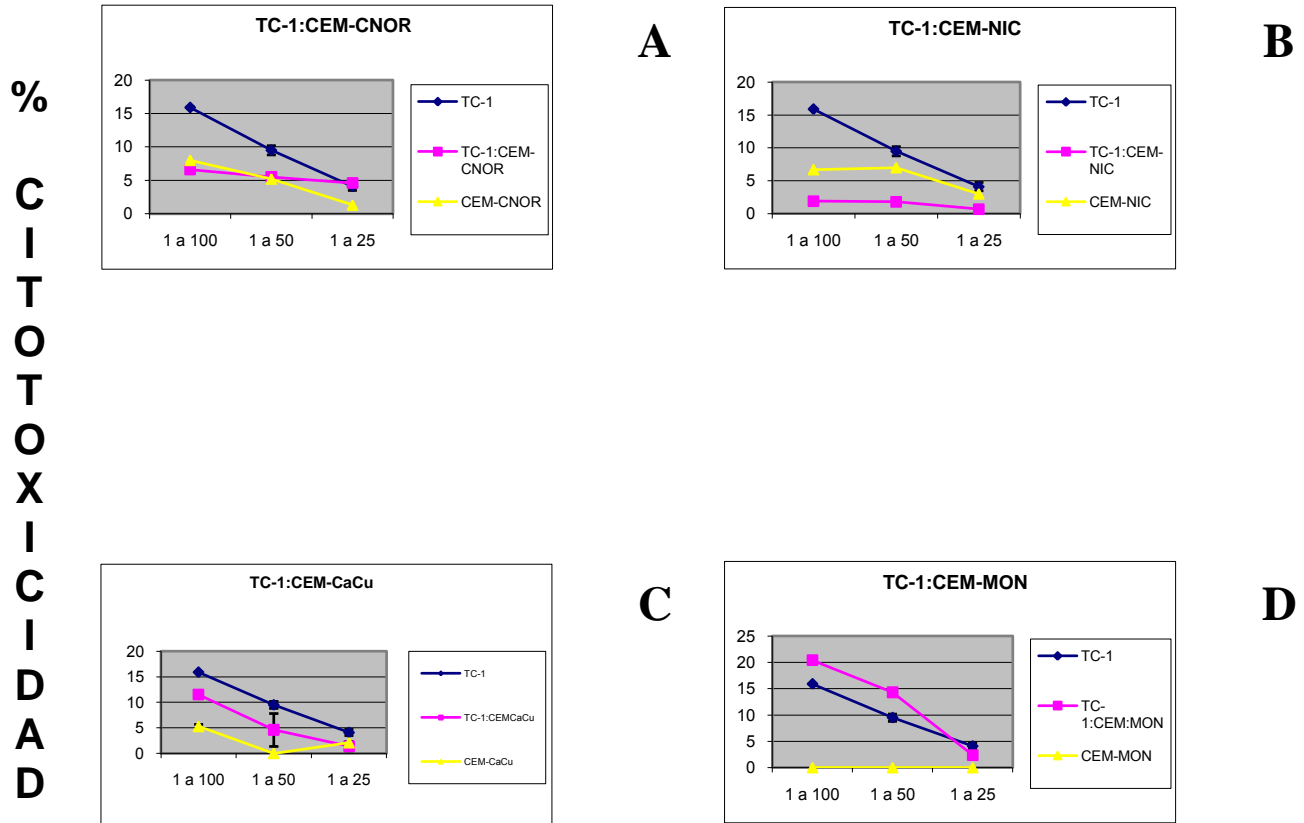 %
CITOTOXICIDAD
TC-1:CEM-CNOR
20
15
10
5
0
1 a 100 1 a 50 1 a 25
TC-1
TC-1:CEM-
CNOR
CEM-CNOR
A
TC-1:CEM-NIC
20
15
10
5
0
1 a 100 1 a 50 1 a 25
TC-1
TC-1:CEM-
NIC
CEM-NIC
B
TC-1:CEM-CaCu
20
15
10
5
0
1 a 100 1 a 50 1 a 25
TC-1
TC-1:CEMCaCu
CEM-CaCu
C
TC-1:CEM-MON
25
20
15
10
5
0
1 a 100 1 a 50 1 a 25
TC-1
TC-
1:CEM:MON
CEM-MON
D